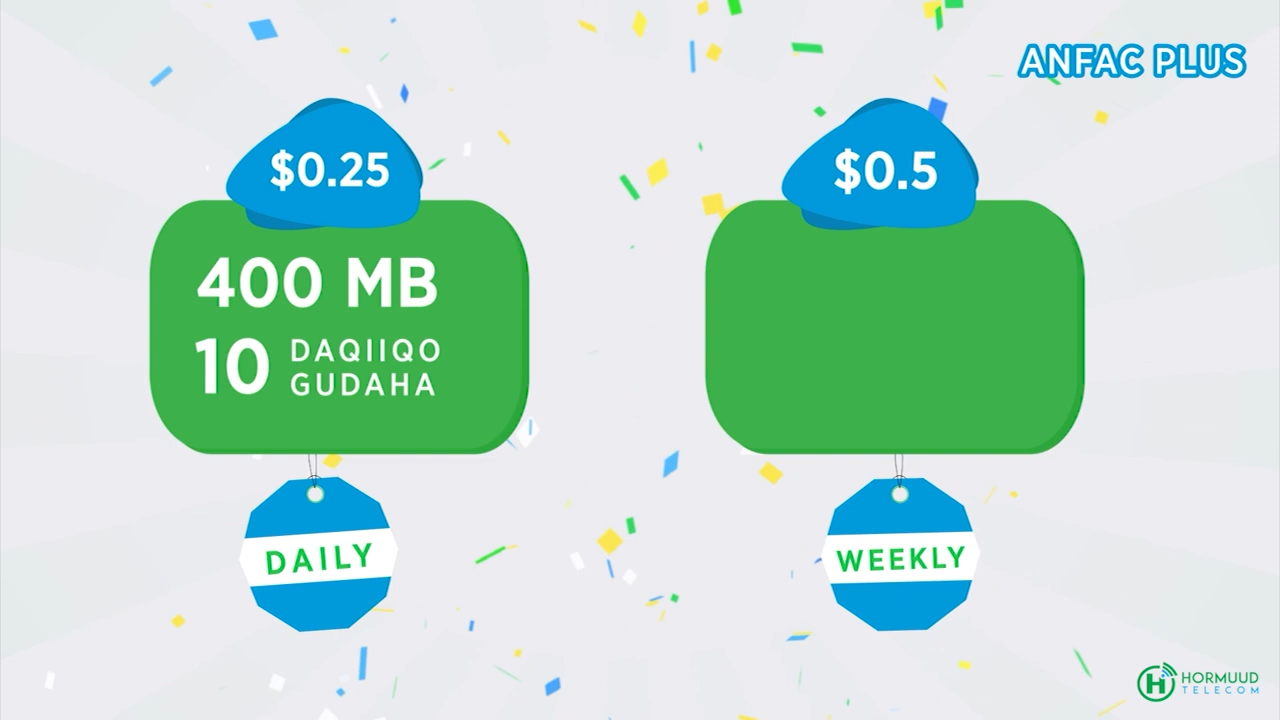 ANFAC PLUS
$0.25
400 MB
10 DAQIIQO
GUDAHA
DAILY
$0.5
WEEKLY
HORMUUD
TELECOM